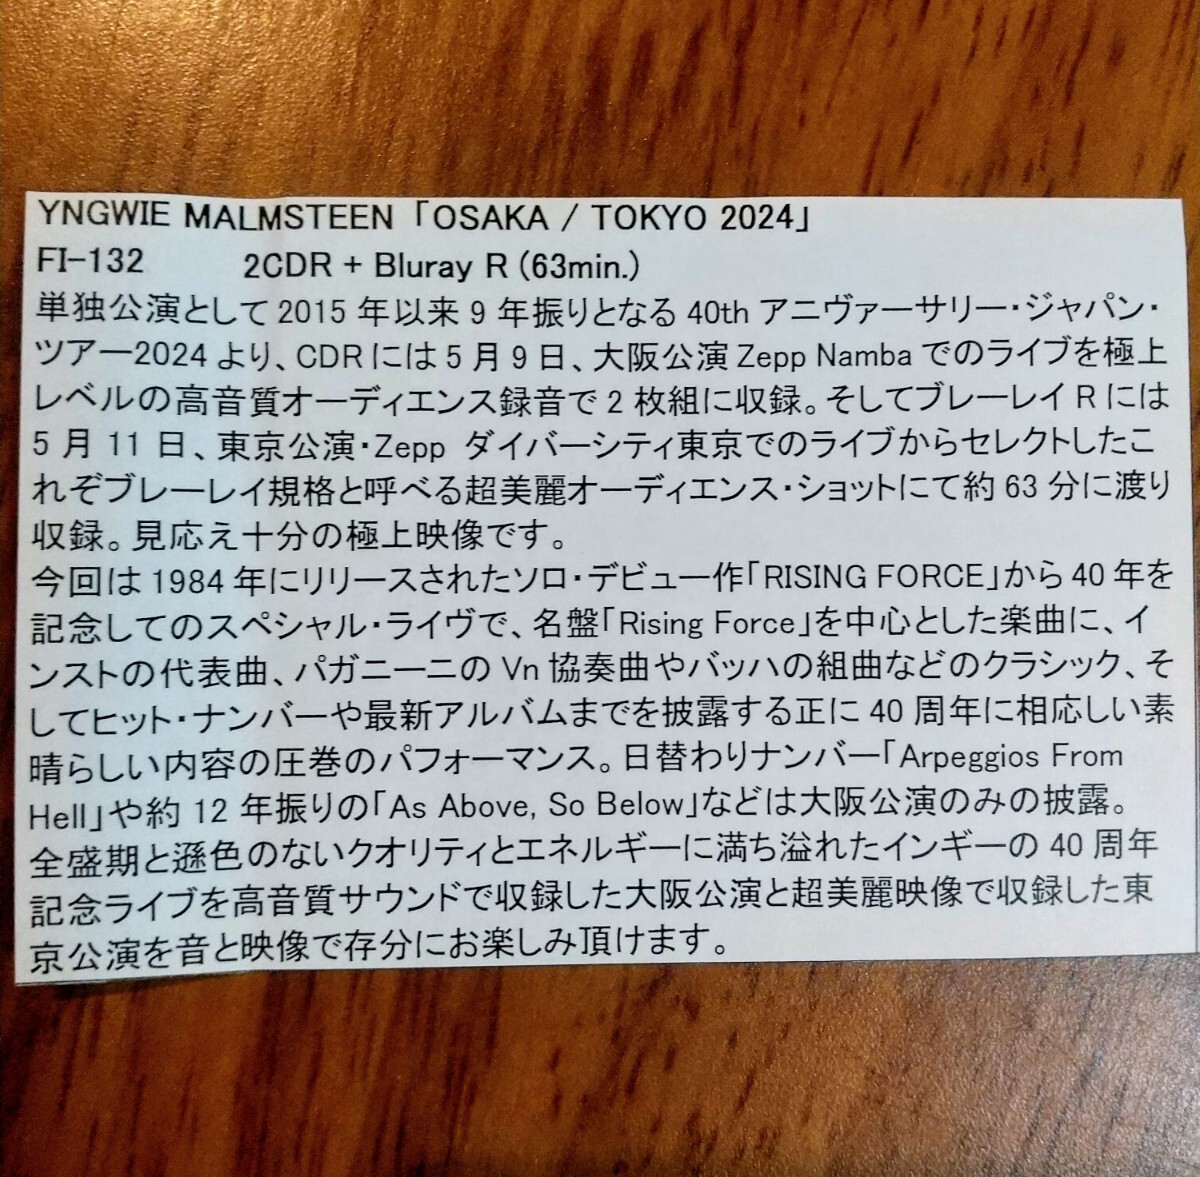 YNGWIE MALMSTEEN「OSAKA / TOKYO 2024」
FI-132 2CDR + Bluray R (63min.)
単独公演として 2015 年以来 9 年振りとなる 40th アニヴァーサリー・ジャパン・
ツアー2024 より、CDR には 5 月 9 日、大阪公演 Zepp Namba でのライブを極上
レベルの高音質オーディエンス録音で 2 枚組に収録。そしてブレーレイ R には
5 月 11 日、東京公演・Zepp ダイバーシティ東京でのライブからセレクトしたこ
れぞブレーレイ規格と呼べる超美麗オーディエンス・ショットにて約 63 分に渡り
収録。見応え十分の極上映像です。
今回は 1984 年にリリースされたソロ・デビュー作「RISING FORCE」から 40 年を
記念してのスペシャル・ライヴで、名盤「Rising Force」を中心とした楽曲に、イ
ンストの代表曲、パガニーニの Vn 協奏曲やバッハの組曲などのクラシック、そ
してヒット・ナンバーや最新アルバムまでを披露する正に 40 周年に相応しい素
晴らしい内容の圧巻のパフォーマンス。日替わりナンバー「Arpeggios From
Hell」や約 12 年振りの「As Above, So Below」などは大阪公演のみの披露。
全盛期と遜色のないクオリティとエネルギーに満ち溢れたインギーの 40 周年
記念ライブを高音質サウンドで収録した大阪公演と超美麗映像で収録した東
京公演を音と映像で存分にお楽しみ頂けます。